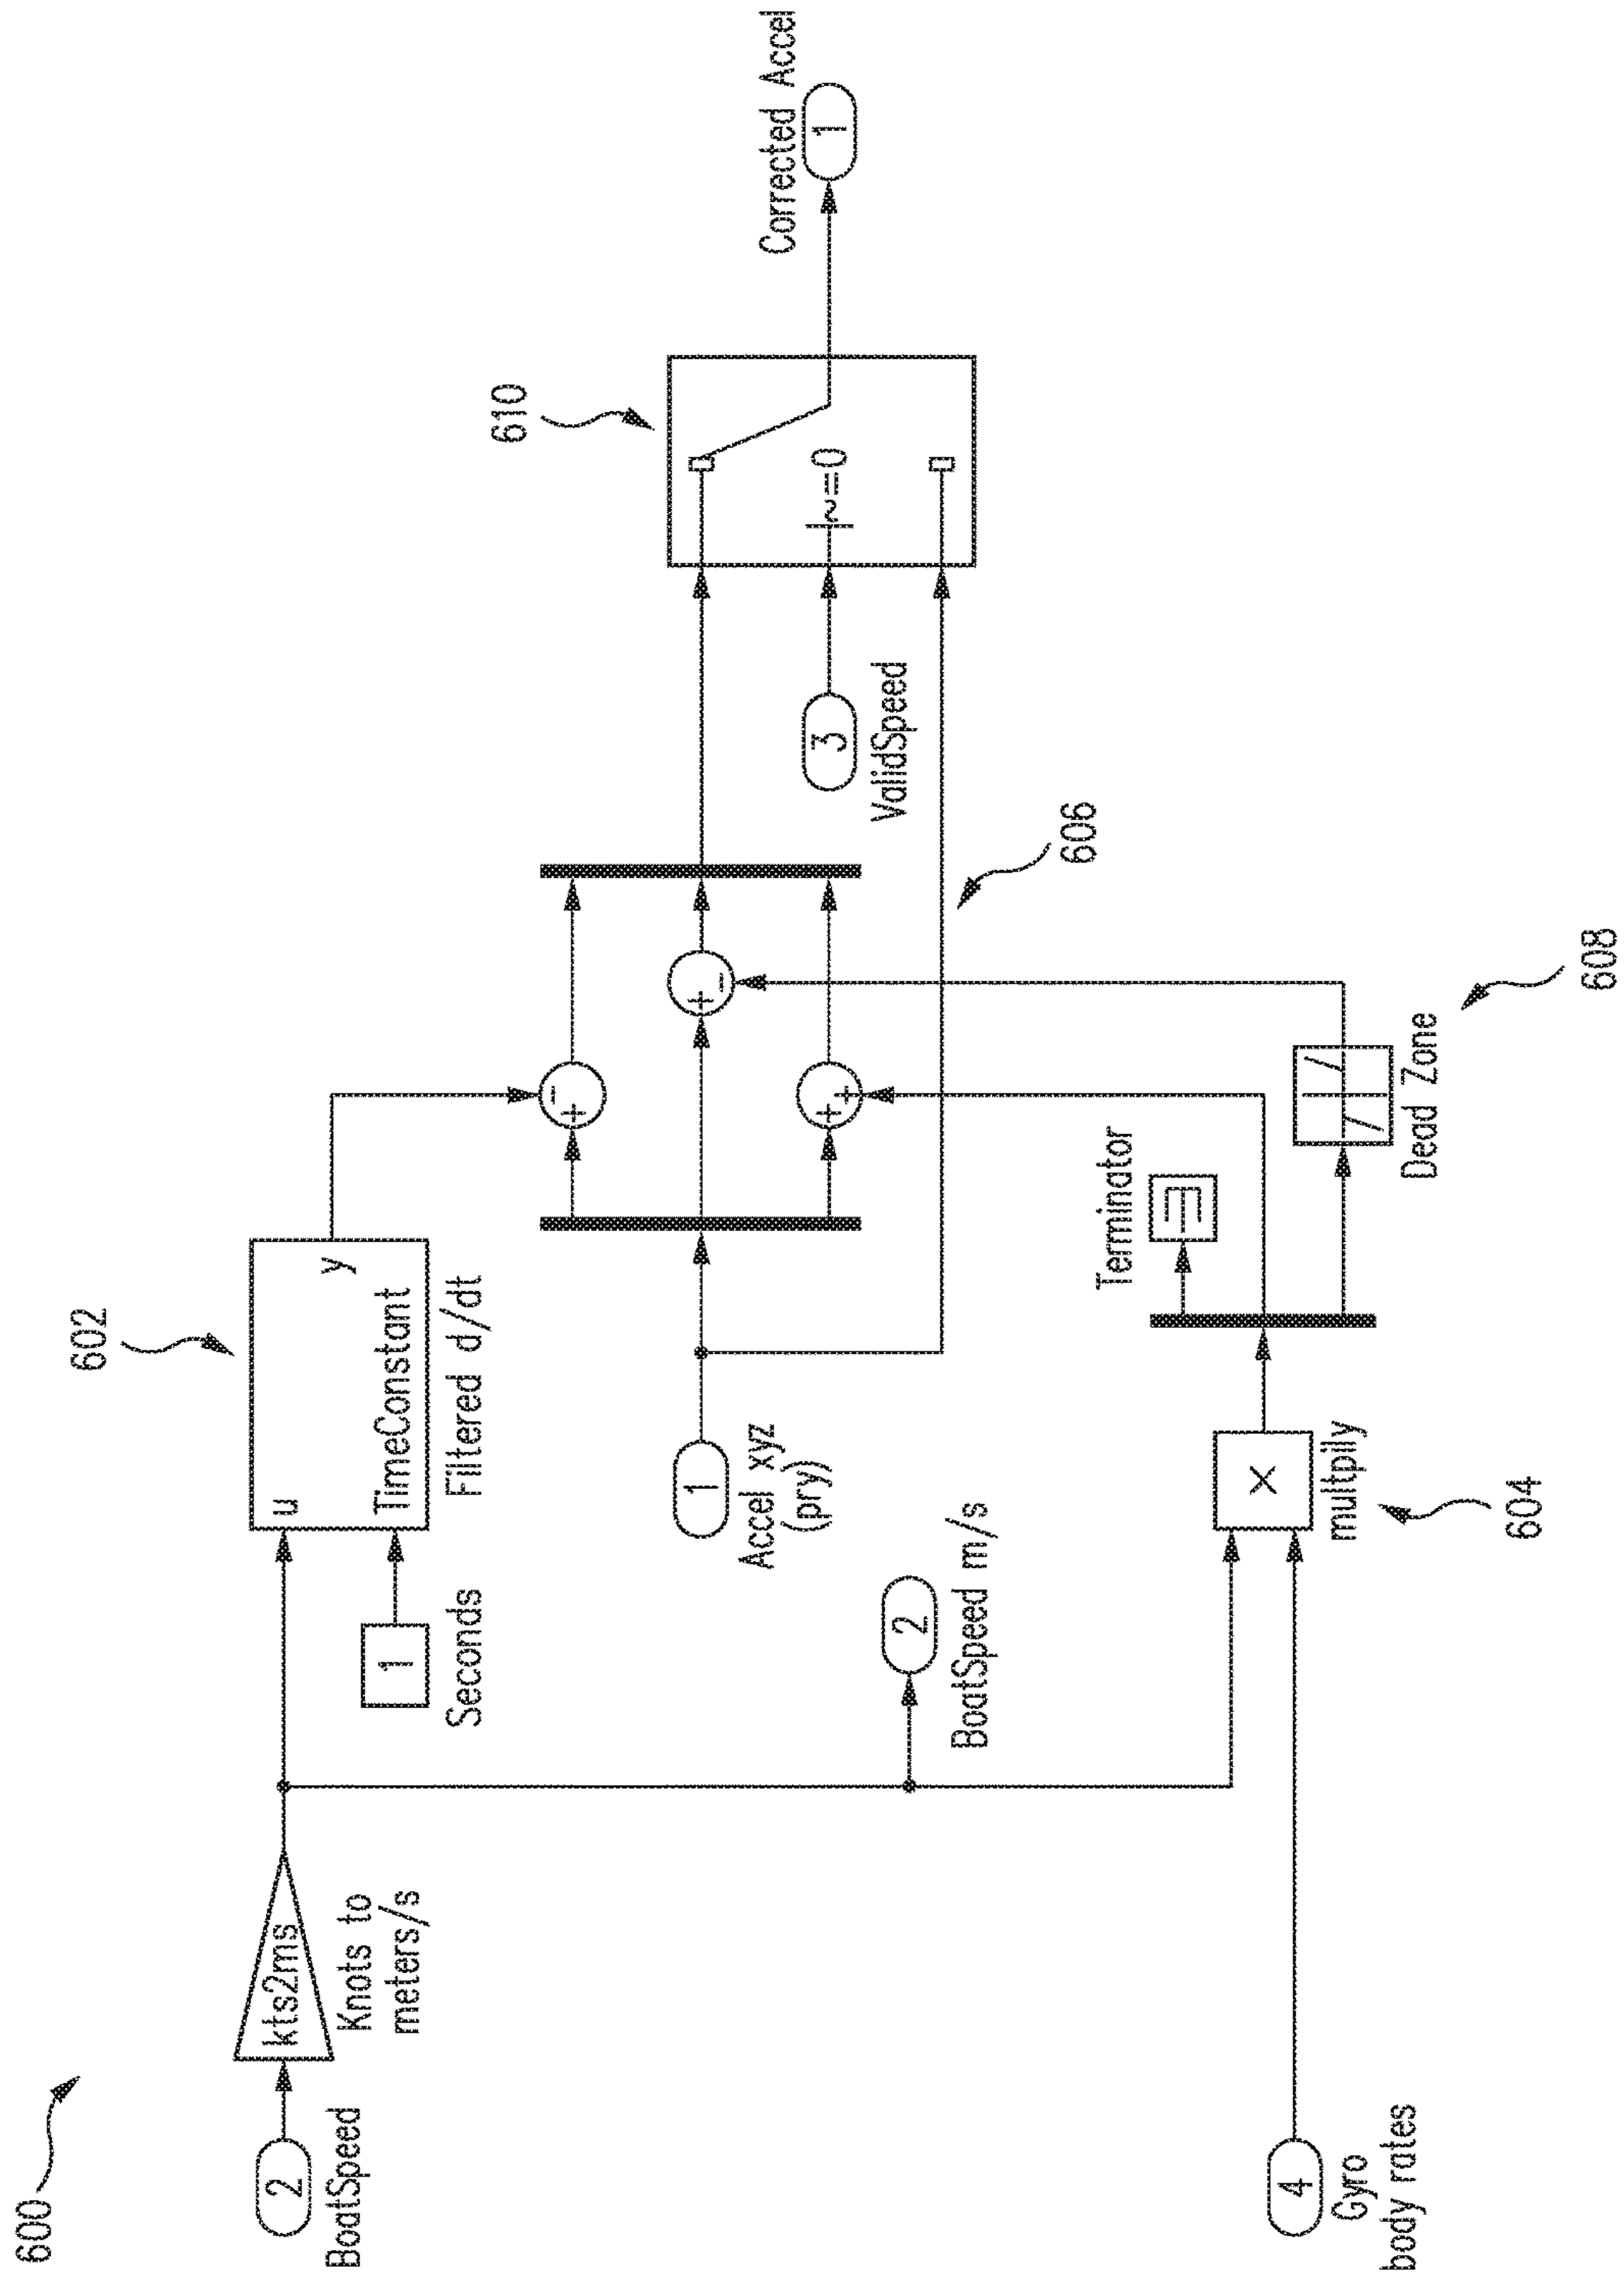 600
2
BoatSpeed
kts2ms
Knots to
meters/s
602
u
y
TimeConstant
Filtered d/dt
1
Seconds
1
Accel xyz
(pry)
2
BoatSpeed m/s
4
Gyro
body rates
X
multpily
604
Terminator
Dead Zone
608
+
−
+
−
+
+
606
3
ValidSpeed
610
~=0
Corrected Accel
1